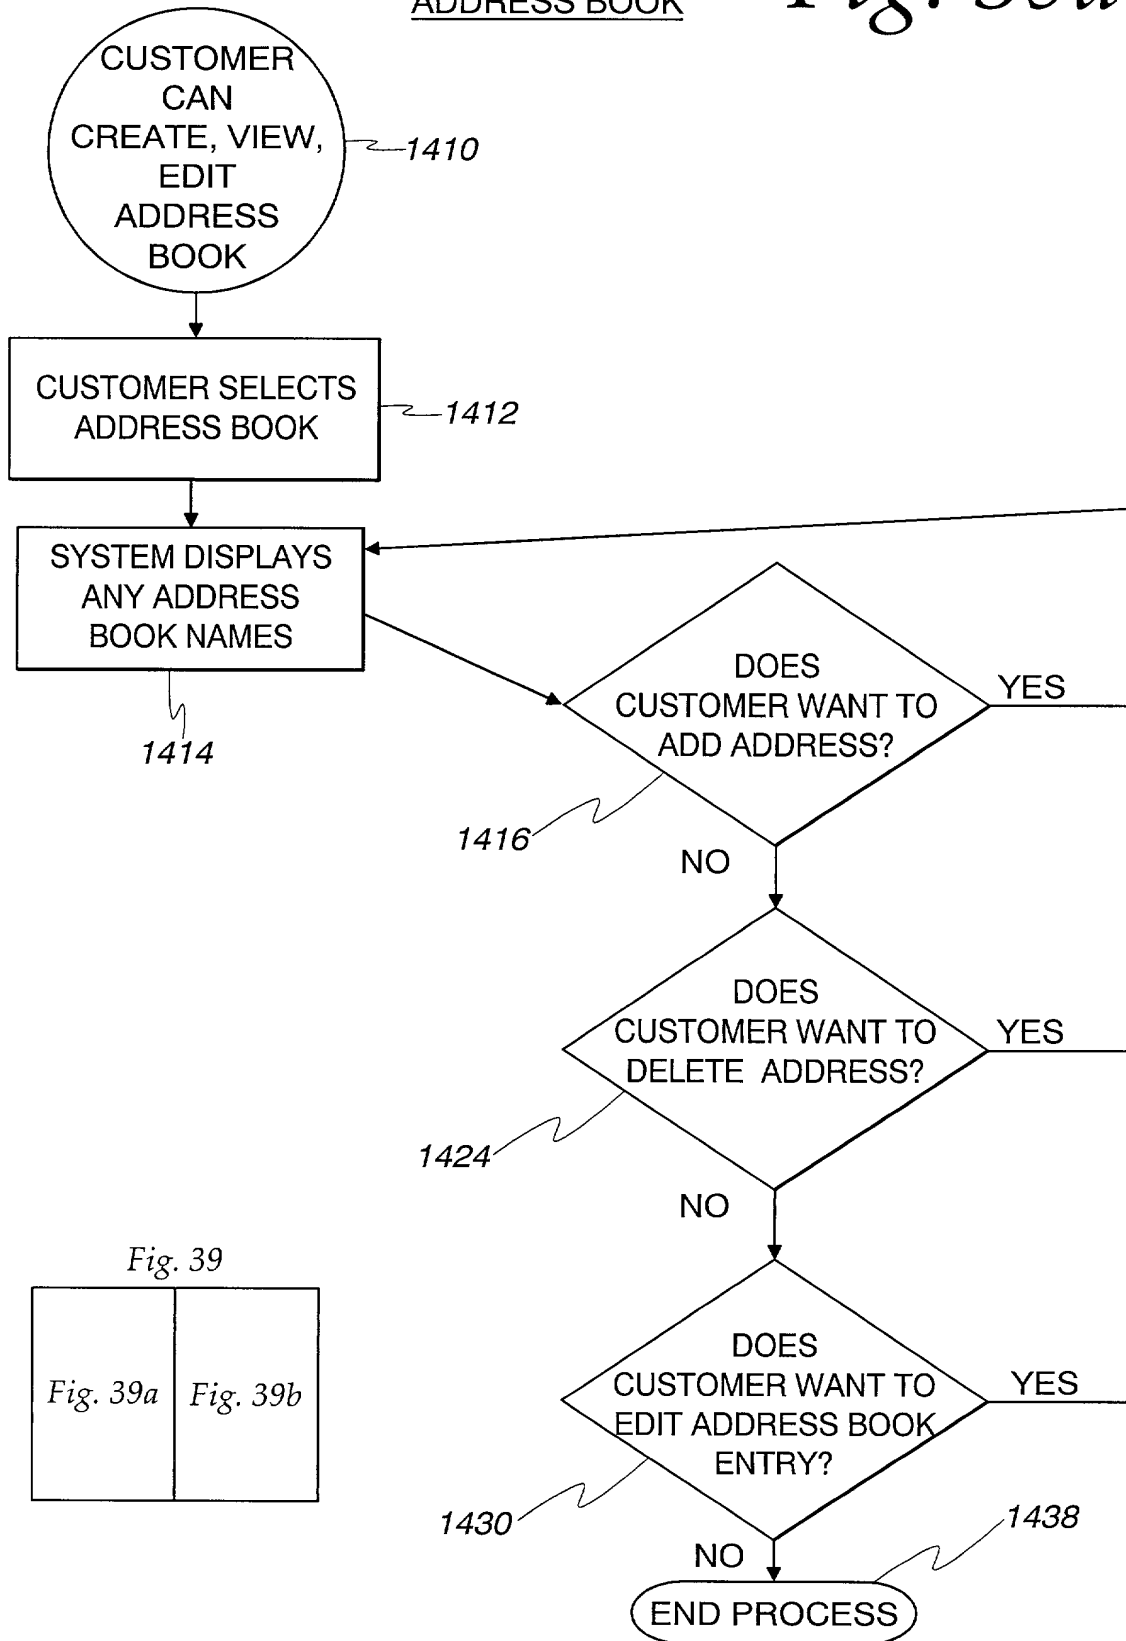 ADDRESS BOOK
Fig. 39a
CUSTOMER
CAN
CREATE, VIEW,
EDIT
ADDRESS
BOOK
1410
CUSTOMER SELECTS
ADDRESS BOOK
1412
SYSTEM DISPLAYS
ANY ADDRESS
BOOK NAMES
1414
DOES
CUSTOMER WANT TO
ADD ADDRESS?
YES
1416
NO
DOES
CUSTOMER WANT TO
DELETE ADDRESS?
YES
1424
NO
DOES
CUSTOMER WANT TO
EDIT ADDRESS BOOK
ENTRY?
YES
1430
NO
1438
END PROCESS
Fig. 39
Fig. 39a
Fig. 39b